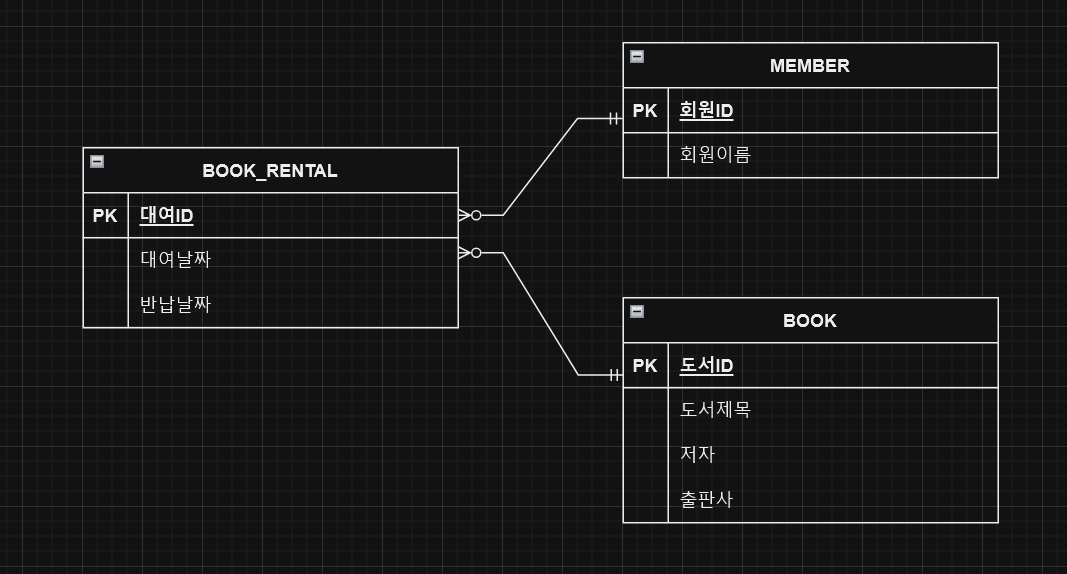 BOOK_RENTAL
PK 대여ID
대여날짜
반납날짜
MEMBER
PK 회원ID
회원이름
BOOK
PK 도서ID
도서제목
저자
출판사